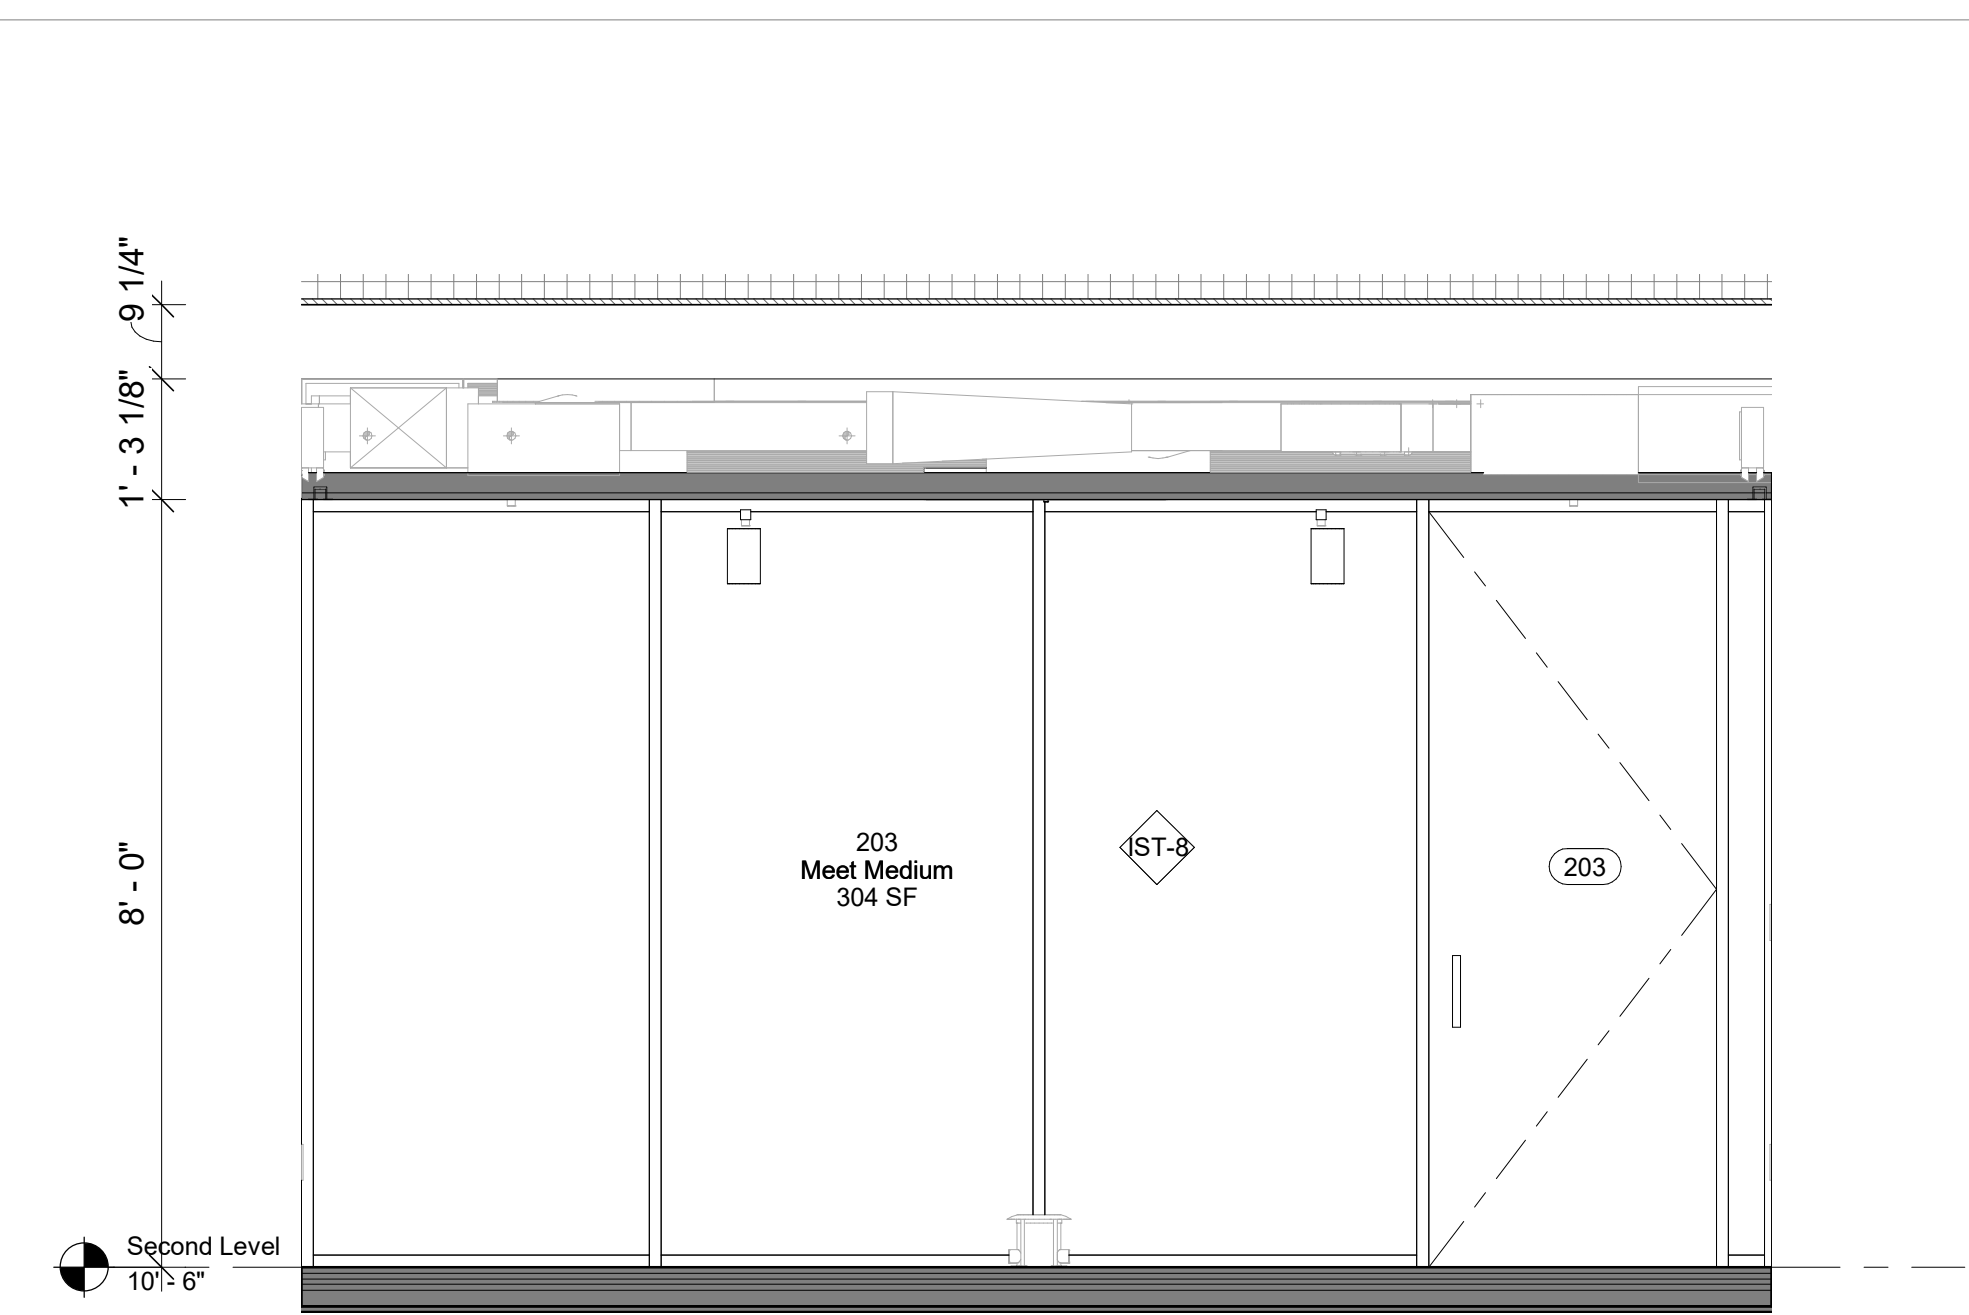 9 1/4"
1' - 3 1/8"
8' - 0"
203
Meet Medium
304 SF
IST-8
203
Second Level
10' - 6"